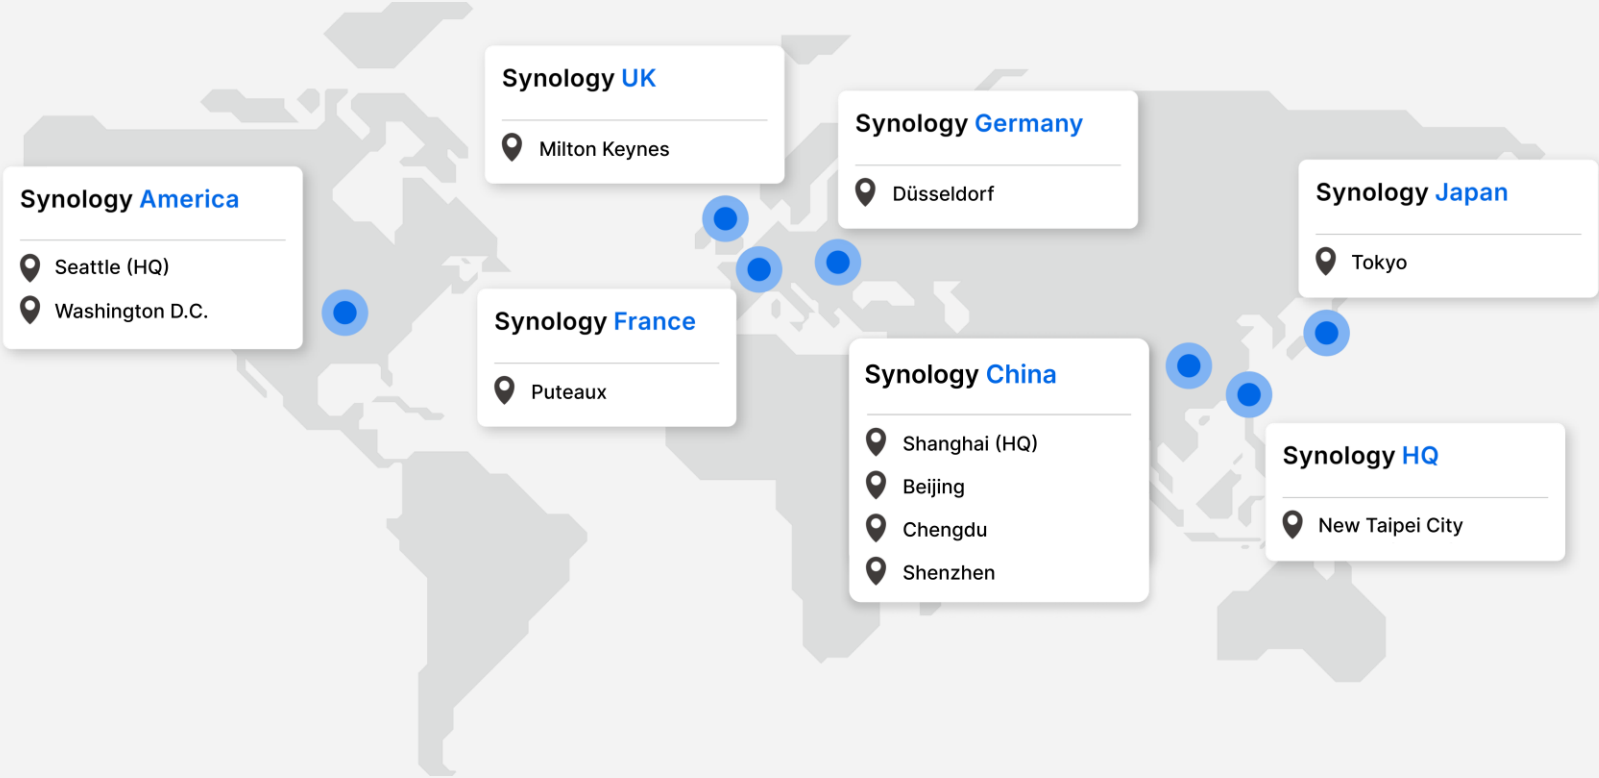 Synology UK
Milton Keynes
Synology Germany
Düsseldorf
Synology America
Seattle (HQ)
Washington D.C.
Synology Japan
Tokyo
Synology France
Puteaux
Synology China
Shanghai (HQ)
Beijing
Chengdu
Shenzhen
Synology HQ
New Taipei City